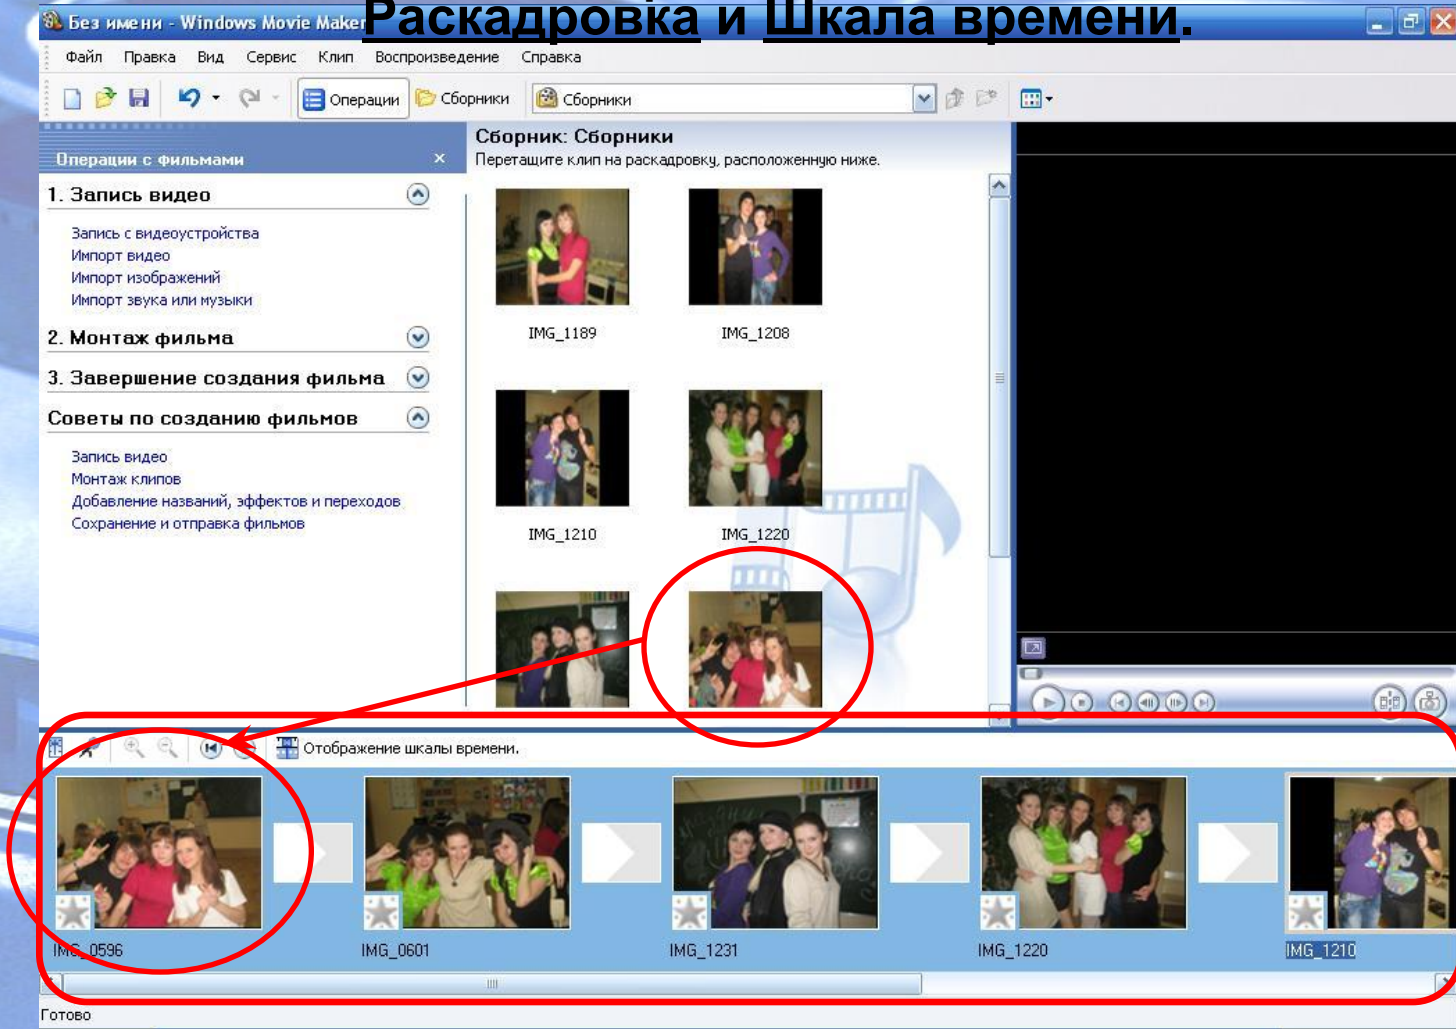 Раскадровка и Шкала времени.
Без имени - Windows Movie Maker
Файл Правка Вид Сервис Клип Воспроизведение Справка
Операции Сборники Сборники
Операции с фильмами
1. Запись видео
Запись с видеоустройства
Импорт видео
Импорт изображений
Импорт звука или музыки
2. Монтаж фильма
3. Завершение создания фильма
Советы по созданию фильмов
Запись видео
Монтаж клипов
Добавление названий, эффектов и переходов
Сохранение и отправка фильмов
Сборник: Сборники
Перетащите клип на раскадровку, расположенную ниже.
IMG_1189 IMG_1208
IMG_1210 IMG_1220
Отображение шкалы времени.
IMG_0596 IMG_0601 IMG_1231 IMG_1220 IMG_1210
Готово